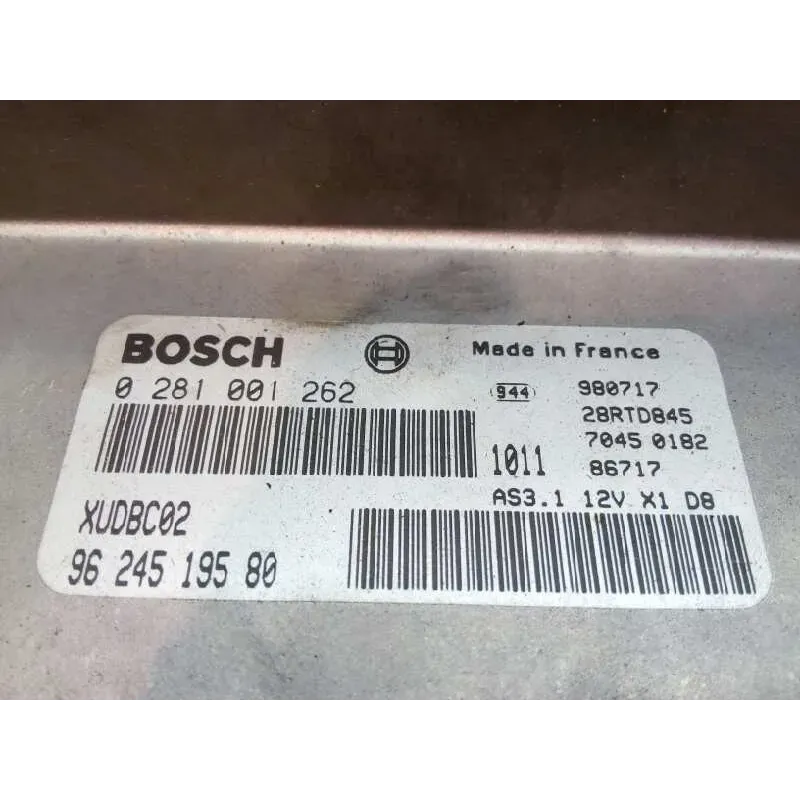 BOSCH Made in France
0 281 001 262
944 980717
28RTD845
7045 0182
1011 86717
AS3.1 12V X1 D8
XUDBC02
96 245 195 80